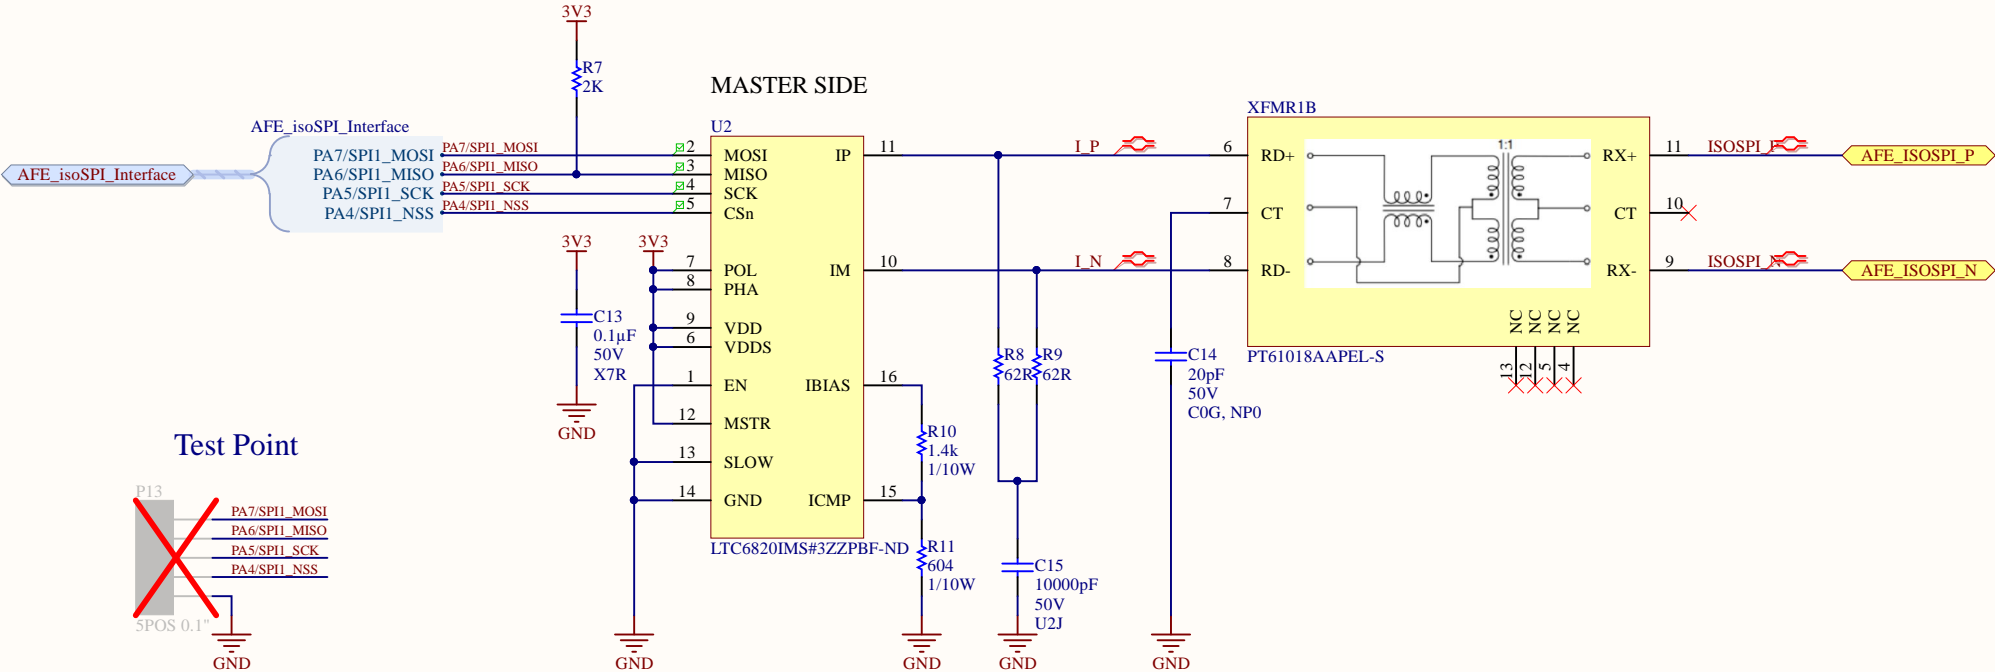 3V3
R7
2K
MASTER SIDE
AFE_isoSPI_Interface
AFE_isoSPI_Interface
PA7/SPI1_MOSI
PA6/SPI1_MISO
PA5/SPI1_SCK
PA4/SPI1_NSS
PA7/SPI1_MOSI
PA6/SPI1_MISO
PA5/SPI1_SCK
PA4/SPI1_NSS
U2
2 MOSI
3 MISO
4 SCK
5 CSn
7 POL
8 PHA
9 VDD
6 VDDS
1 EN
12 MSTR
13 SLOW
14 GND
IP 11
IM 10
IBIAS 16
ICMP 15
LTC6820IMS#3ZZPBF-ND
3V3
3V3
C13
0.1µF
50V
X7R
GND
GND
R10
1.4k
1/10W
R11
604
1/10W
GND
I_P
I_N
R8
62R
R9
62R
C15
10000pF
50V
U2J
GND
C14
20pF
50V
C0G, NP0
GND
XFMR1B
6 RD+
7 CT
8 RD-
1:1
RX+ 11
CT 10
RX- 9
NC NC NC NC
13 12 5 4
PT61018AAPEL-S
ISOSPI_
AFE_ISOSPI_P
ISOSPI_
AFE_ISOSPI_N
Test Point
P13
PA7/SPI1_MOSI
PA6/SPI1_MISO
PA5/SPI1_SCK
PA4/SPI1_NSS
5POS 0.1"
GND